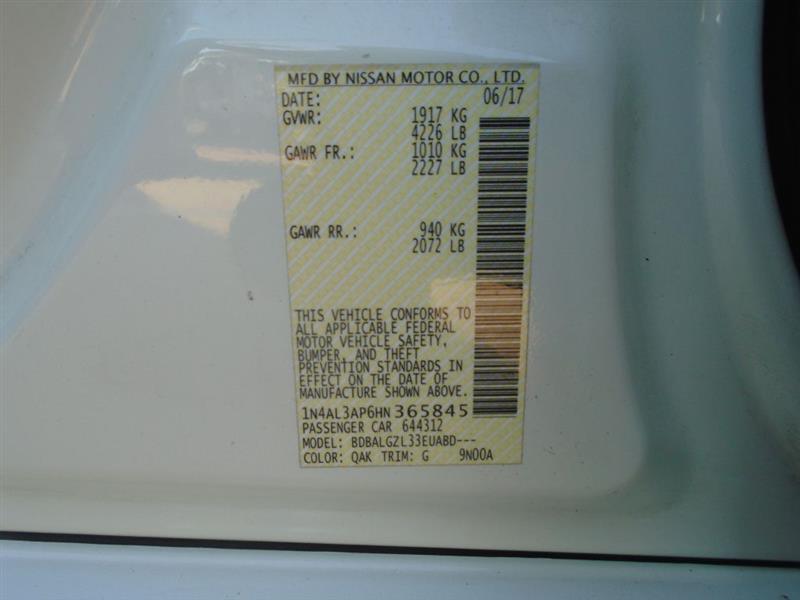 MFD BY NISSAN MOTOR CO., LTD.
DATE: 06/17
GVWR: 1917 KG
4226 LB
GAWR FR.: 1010 KG
2227 LB
GAWR RR.: 940 KG
2072 LB
THIS VEHICLE CONFORMS TO
ALL APPLICABLE FEDERAL
MOTOR VEHICLE SAFETY,
BUMPER, AND THEFT
PREVENTION STANDARDS IN
EFFECT ON THE DATE OF
MANUFACTURE SHOWN ABOVE.
1N4AL3AP6HN365845
PASSENGER CAR 644312
MODEL: BDBALGZL33EUABD---
COLOR: QAK TRIM: G 9N00A